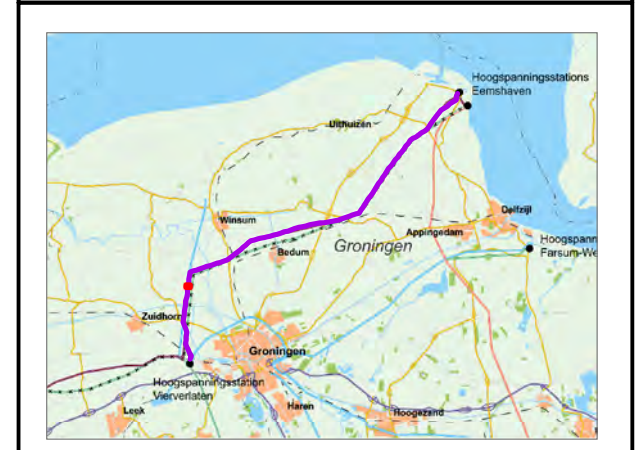 Hoogspanningsstations
Eemshaven
Uithuizen
Delfzijl
Winsum
Appingedam
Groningen
Hoogspann
Farsum-We
Bedum
Zuidhorn
Groningen
Hoogspanningsstation
Vierverlaten
Leek
Haren
Hoogezand